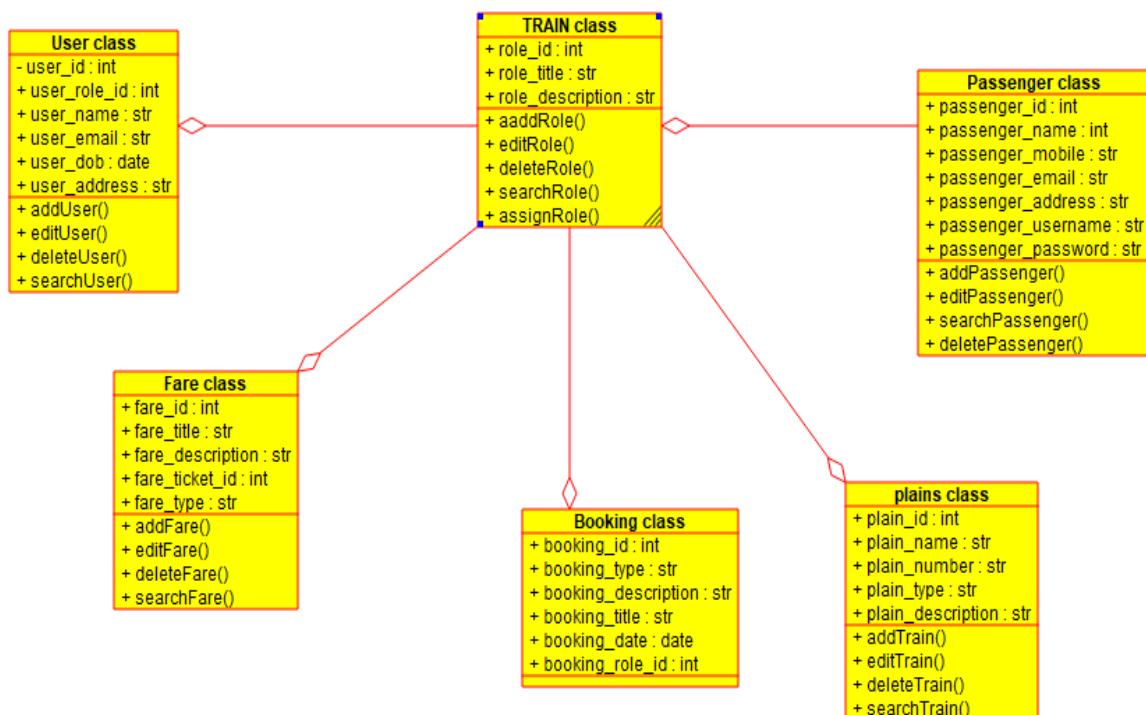 User class
- user_id : int
+ user_role_id : int
+ user_name : str
+ user_email : str
+ user_dob : date
+ user_address : str
+ addUser()
+ editUser()
+ deleteUser()
+ searchUser()
TRAIN class
+ role_id : int
+ role_title : str
+ role_description : str
+ aaddRole()
+ editRole()
+ deleteRole()
+ searchRole()
+ assignRole()
Passenger class
+ passenger_id : int
+ passenger_name : int
+ passenger_mobile : str
+ passenger_email : str
+ passenger_address : str
+ passenger_username : str
+ passenger_password : str
+ addPassenger()
+ editPassenger()
+ searchPassenger()
+ deletePassenger()
Fare class
+ fare_id : int
+ fare_title : str
+ fare_description : str
+ fare_ticket_id : int
+ fare_type : str
+ addFare()
+ editFare()
+ deleteFare()
+ searchFare()
Booking class
+ booking_id : int
+ booking_type : str
+ booking_description : str
+ booking_title : str
+ booking_date : date
+ booking_role_id : int
plains class
+ plain_id : int
+ plain_name : str
+ plain_number : str
+ plain_type : str
+ plain_description : str
+ addTrain()
+ editTrain()
+ deleteTrain()
+ searchTrain()